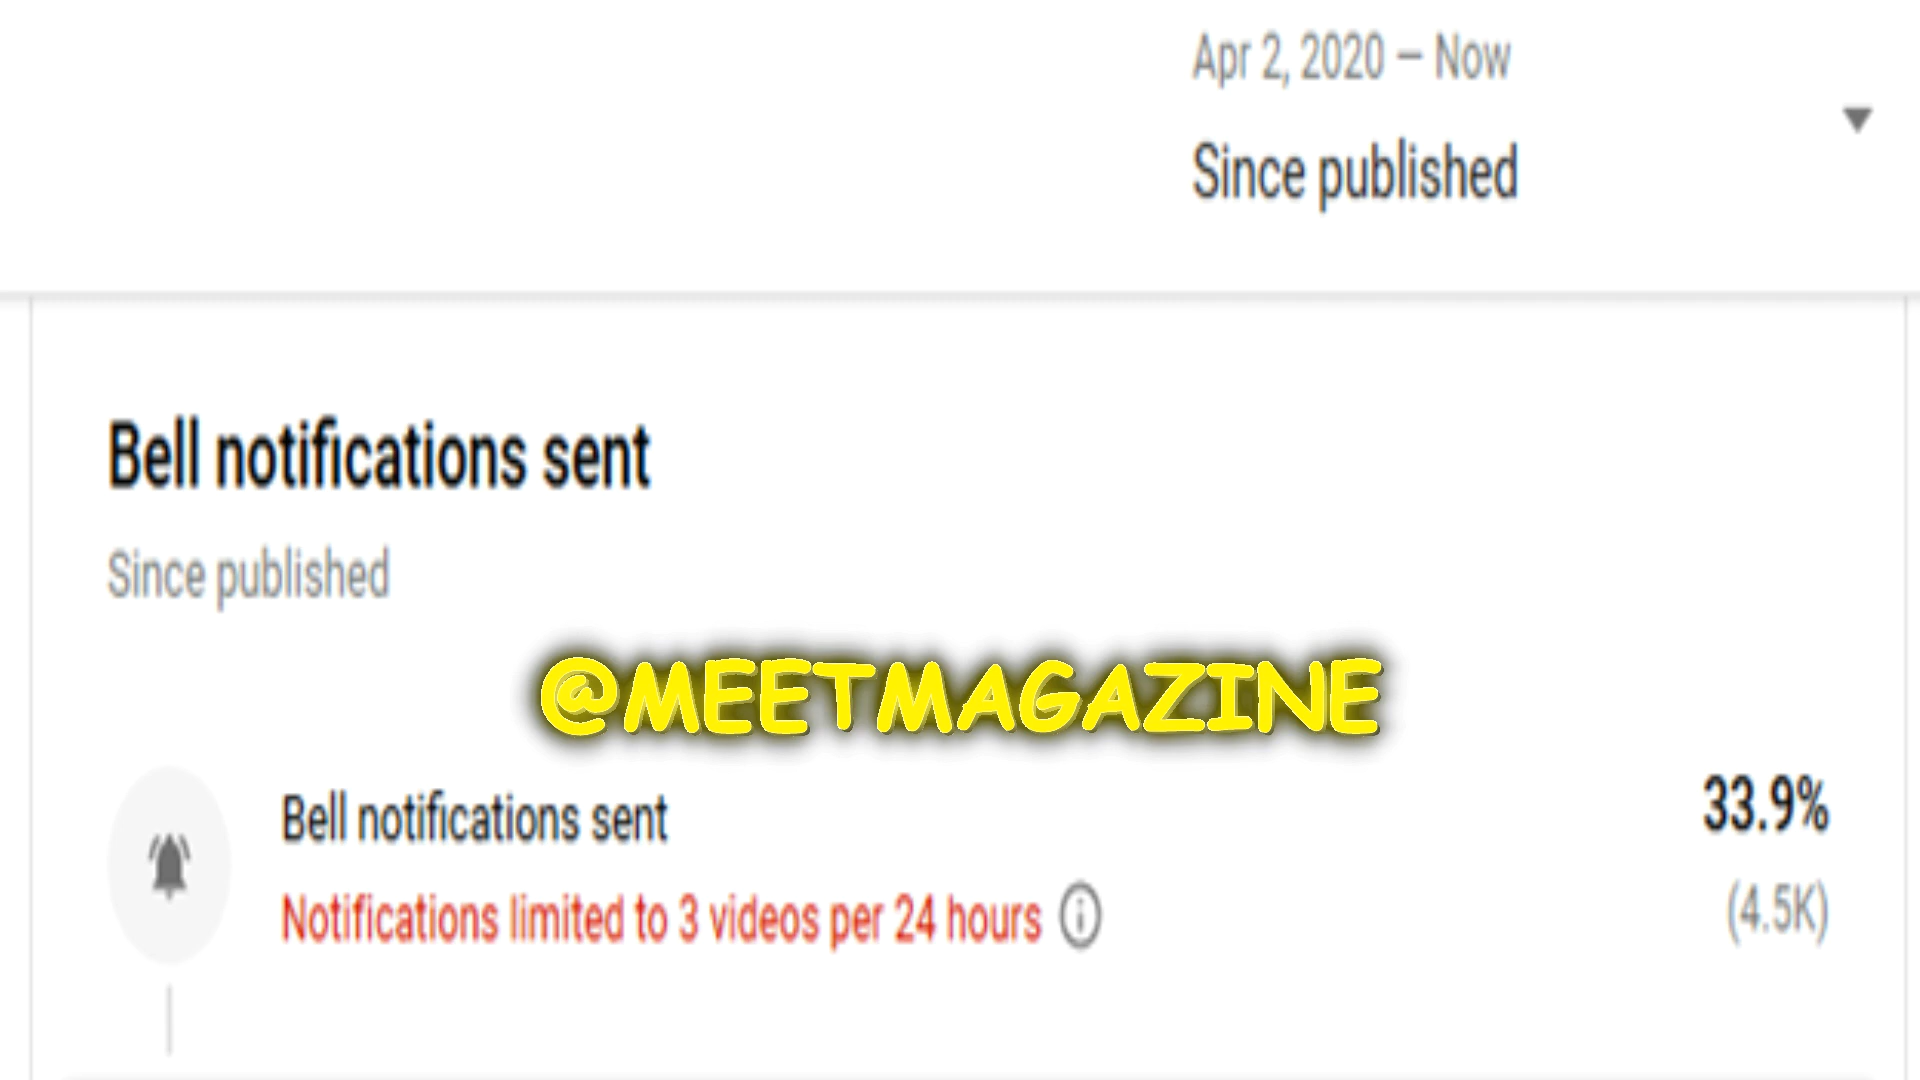 Apr 2, 2020 – Now
Since published
Bell notifications sent
Since published
@MEETMAGAZINE
Bell notifications sent
33.9%
Notifications limited to 3 videos per 24 hours
(4.5K)